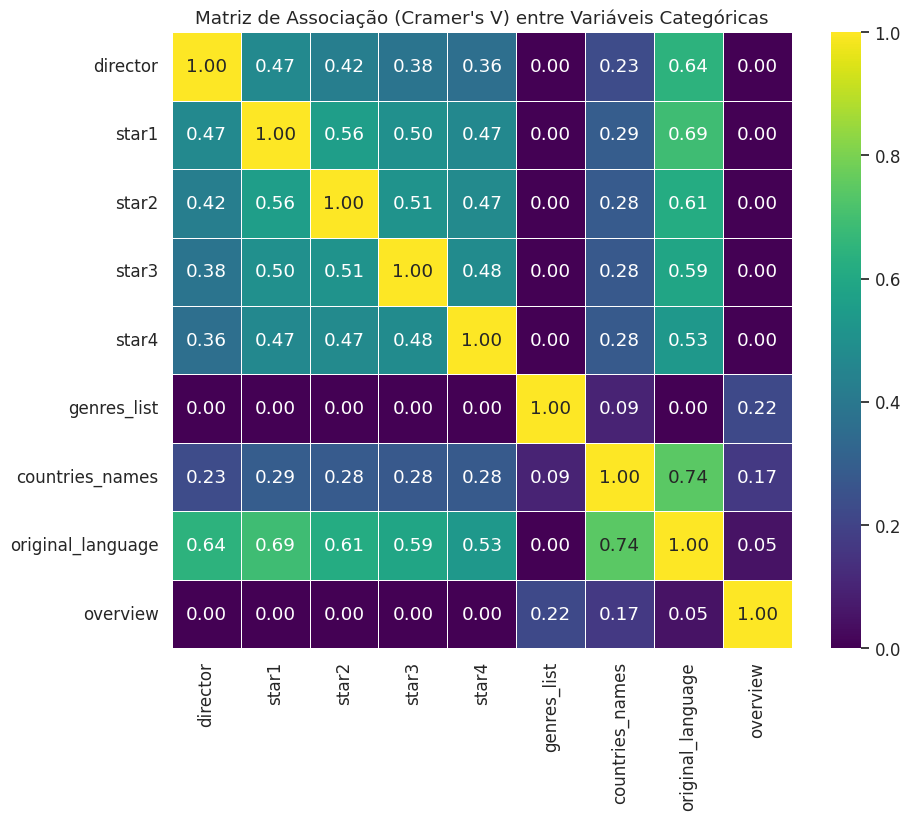 Matriz de Associação (Cramer's V) entre Variáveis Categóricas
director 1.00 0.47 0.42 0.38 0.36 0.00 0.23 0.64 0.00
star1 0.47 1.00 0.56 0.50 0.47 0.00 0.29 0.69 0.00
star2 0.42 0.56 1.00 0.51 0.47 0.00 0.28 0.61 0.00
star3 0.38 0.50 0.51 1.00 0.48 0.00 0.28 0.59 0.00
star4 0.36 0.47 0.47 0.48 1.00 0.00 0.28 0.53 0.00
genres_list 0.00 0.00 0.00 0.00 0.00 1.00 0.09 0.00 0.22
countries_names 0.23 0.29 0.28 0.28 0.28 0.09 1.00 0.74 0.17
original_language 0.64 0.69 0.61 0.59 0.53 0.00 0.74 1.00 0.05
overview 0.00 0.00 0.00 0.00 0.00 0.22 0.17 0.05 1.00
director
star1
star2
star3
star4
genres_list
countries_names
original_language
overview
1.0
0.8
0.6
0.4
0.2
0.0